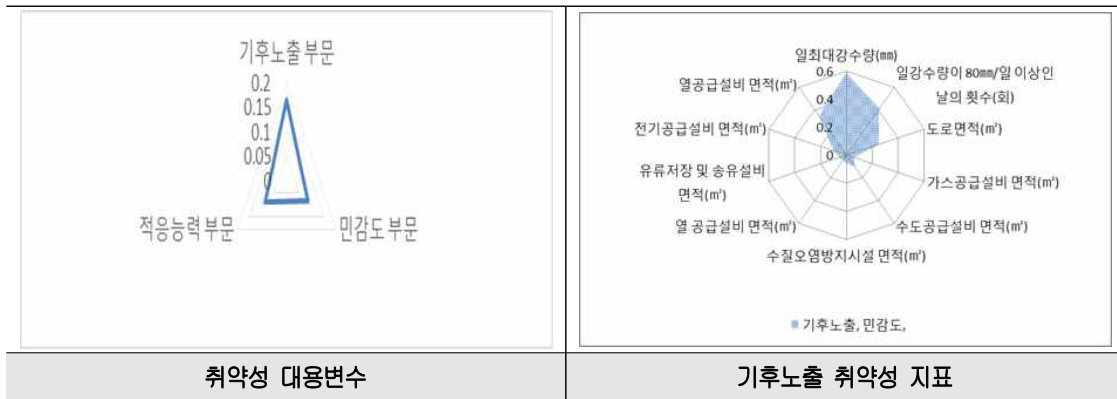 기후노출 부문
0.2
0.15
0.1
0.05
0
적응능력 부문
민감도 부문
일최대강수량(㎜)
0.6
0.4
0.2
0
일강수량이 80㎜/일 이상인
날의 횟수(회)
도로면적(㎡)
가스공급설비 면적(㎡)
수도공급설비 면적(㎡)
수질오염방지시설 면적(㎡)
열 공급설비 면적(㎡)
유류저장 및 송유설비
면적(㎡)
전기공급설비 면적(㎡)
열공급설비 면적(㎡)
기후노출, 민감도,
취약성 대용변수
기후노출 취약성 지표